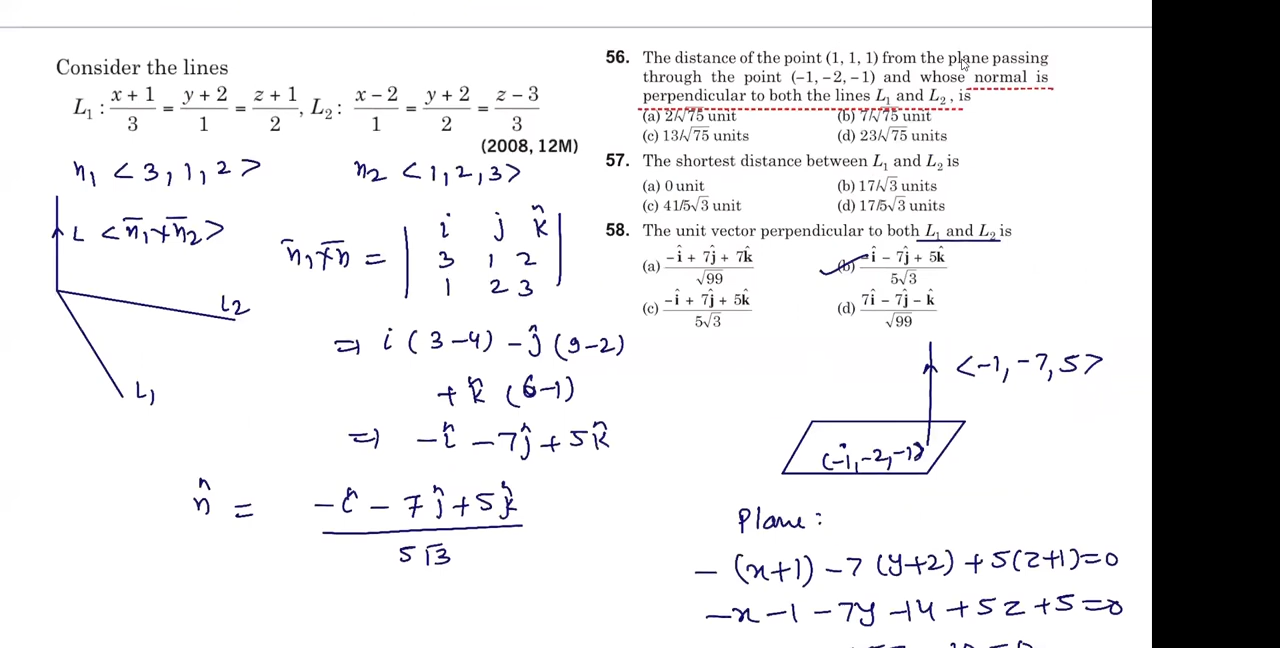 Consider the lines
L₁ : (x + 1)/3 = (y + 2)/1 = (z + 1)/2, L₂ : (x − 2)/1 = (y + 2)/2 = (z − 3)/3
(2008, 12M)
n₁ < 3, 1, 2 >
n₂ < 1, 2, 3 >
L < n̄₁ × n̄₂ >
L₂
L₁
n̄₁ × n̄ = | i j k̂ |
| 3 1 2 |
| 1 2 3 |
⇒ i (3−4) − ĵ (9−2)
+ k̂ (6−1)
⇒ −î − 7ĵ + 5k̂
n̂ = (−î − 7ĵ + 5k̂)/(5√3)
56. The distance of the point (1, 1, 1) from the plane passing
through the point (−1, −2, −1) and whose normal is
perpendicular to both the lines L₁ and L₂, is
(a) 2/√75 unit (b) 7/√75 unit
(c) 13/√75 units (d) 23/√75 units
57. The shortest distance between L₁ and L₂ is
(a) 0 unit (b) 17/√3 units
(c) 41/5√3 unit (d) 17/5√3 units
58. The unit vector perpendicular to both L₁ and L₂ is
(a) (−î + 7ĵ + 7k̂)/√99 (b) (−î − 7ĵ + 5k̂)/(5√3)
(c) (−î + 7ĵ + 5k̂)/(5√3) (d) (7î − 7ĵ − k̂)/√99
<−1, −7, 5>
(−1, −2, −1)
Plane :
− (x+1) − 7 (y+2) + 5(z+1) = 0
−x − 1 − 7y − 14 + 5z + 5 = 0